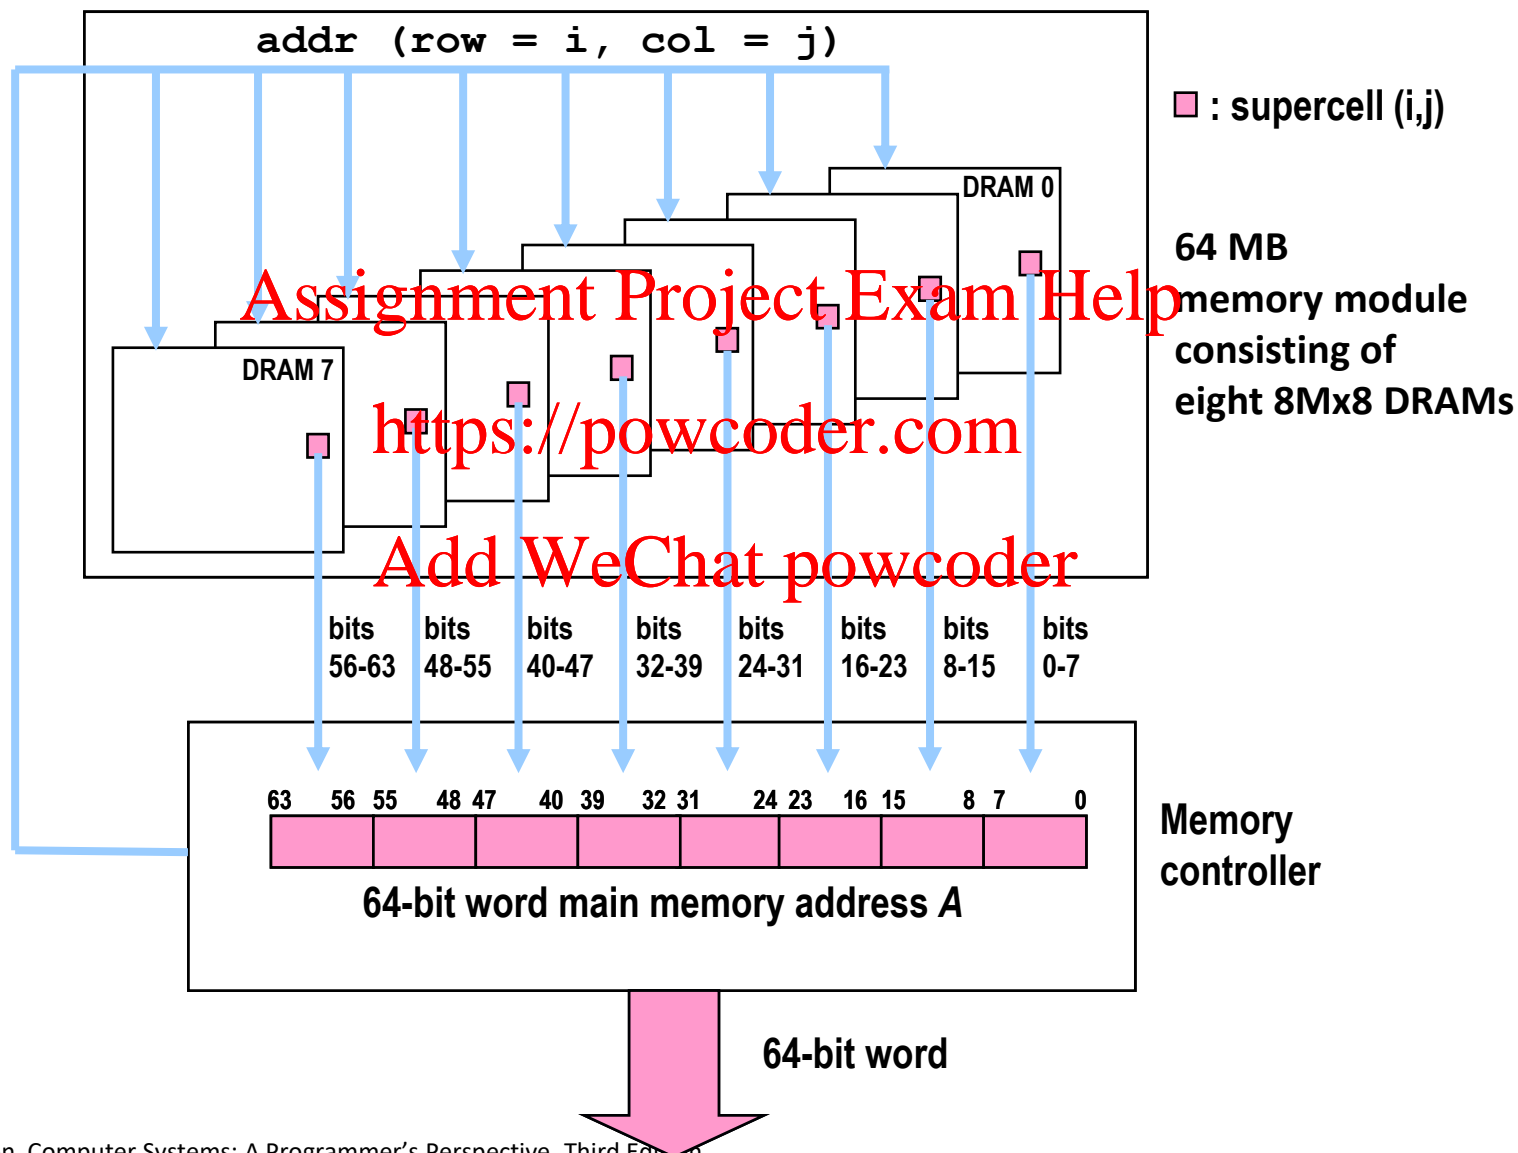 addr (row = i, col = j)
: supercell (i,j)
DRAM 0
64 MB
memory module
consisting of
eight 8Mx8 DRAMs
Assignment Project Exam Help
DRAM 7
https://powcoder.com
Add WeChat powcoder
bits
56-63
bits
48-55
bits
40-47
bits
32-39
bits
24-31
bits
16-23
bits
8-15
bits
0-7
63 56 55 48 47 40 39 32 31 24 23 16 15 8 7 0
Memory
controller
64-bit word main memory address A
64-bit word
Computer Systems: A Programmer's Perspective, Third Edition